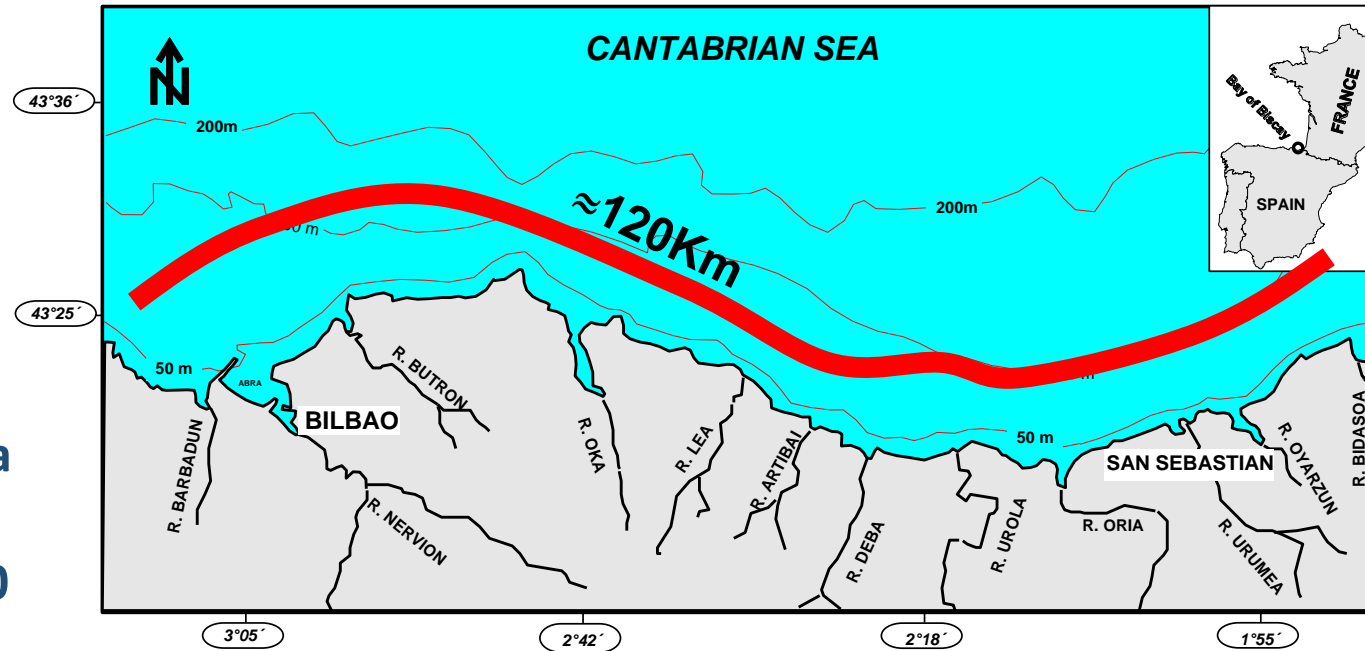 CANTABRIAN SEA
N
43°36´
200m
Bay of Biscay
FRANCE
SPAIN
200m
≈120Km
43°25´
50 m
ABRA
BILBAO
R. BUTRON
R. BARBADUN
R. NERVION
R. OKA
R. LEA
R. ARTIBAI
R. DEBA
R. UROLA
50 m
SAN SEBASTIAN
R. ORIA
R. URUMEA
R. OYARZUN
R. BIDASOA
a
0
3°05´
2°42´
2°18´
1°55´